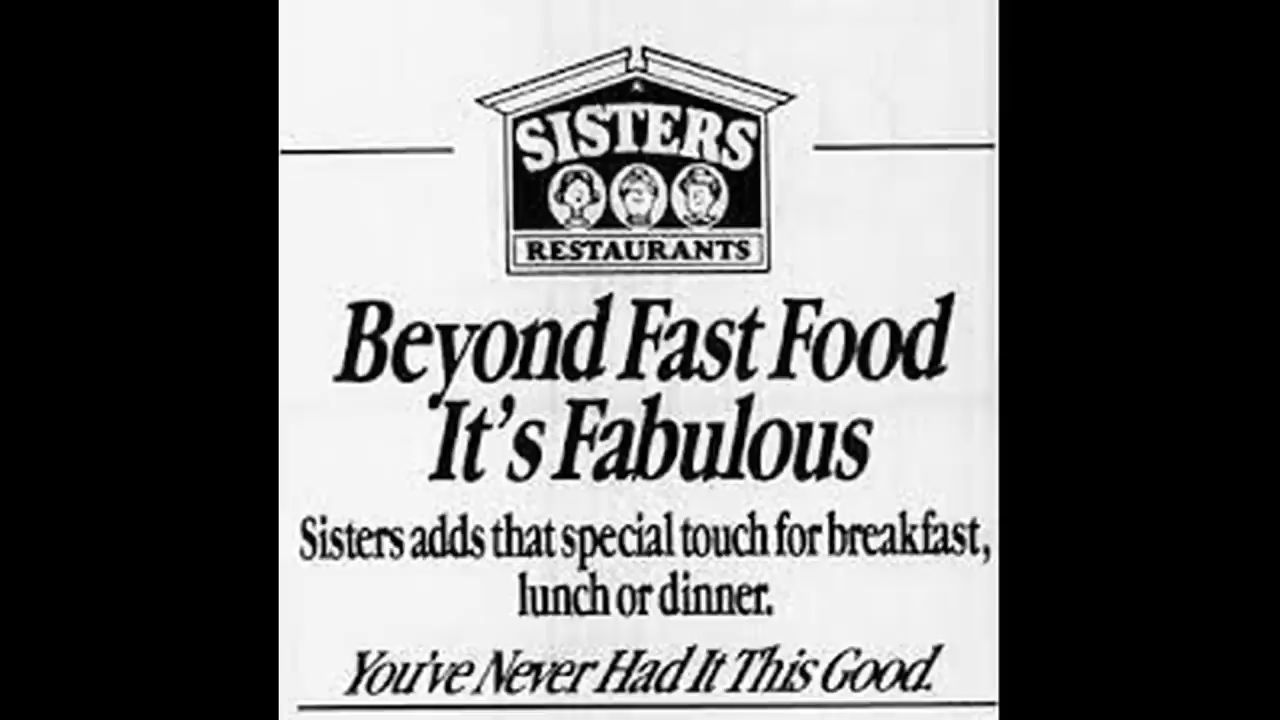 SISTERS
RESTAURANTS
Beyond Fast Food
It's Fabulous
Sisters adds that special touch for breakfast,
lunch or dinner.
You've Never Had It This Good.